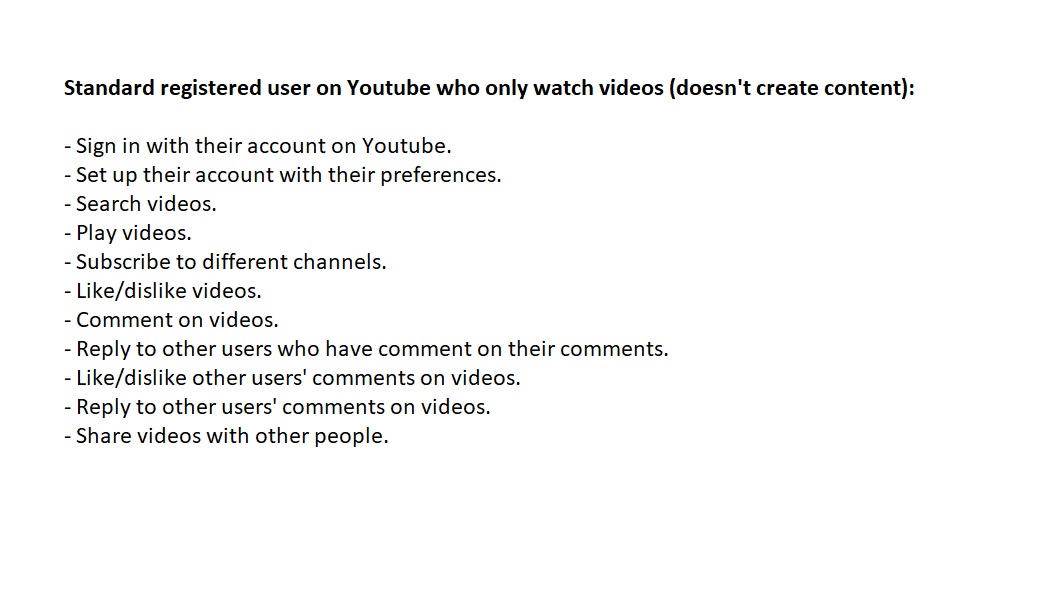 Standard registered user on Youtube who only watch videos (doesn't create content):
- Sign in with their account on Youtube.
- Set up their account with their preferences.
- Search videos.
- Play videos.
- Subscribe to different channels.
- Like/dislike videos.
- Comment on videos.
- Reply to other users who have comment on their comments.
- Like/dislike other users' comments on videos.
- Reply to other users' comments on videos.
- Share videos with other people.